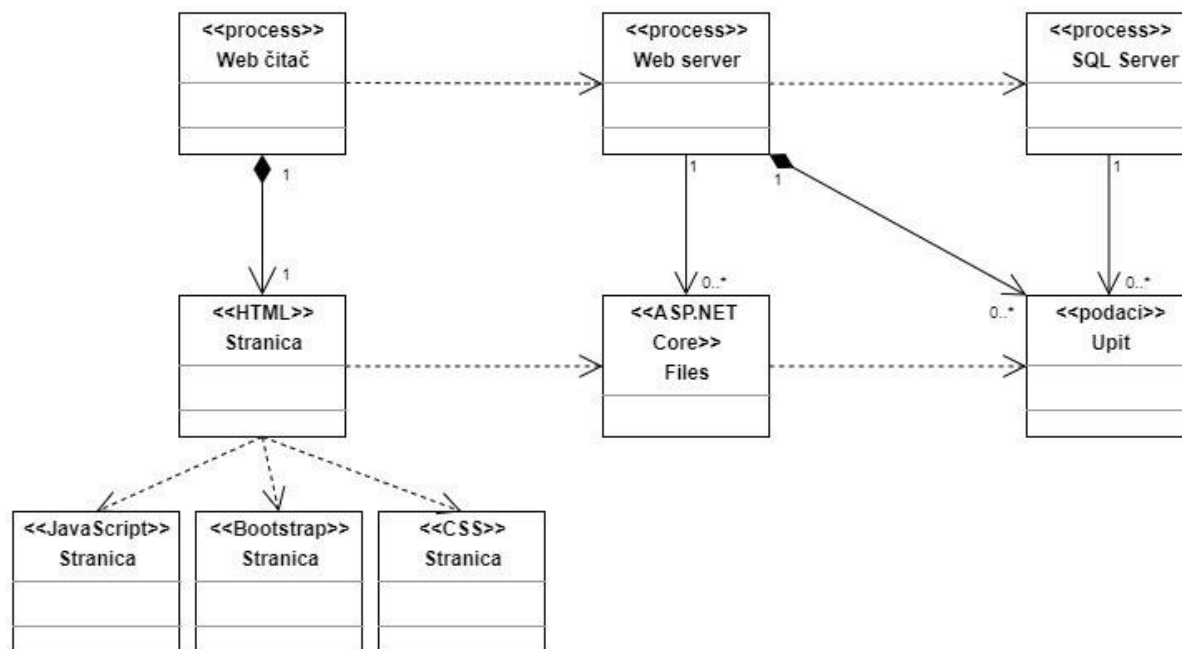 <<process>>
Web čitač
<<process>>
Web server
<<process>>
SQL Server
1
1
1
1
1
0..*
0..*
0..*
<<HTML>>
Stranica
<<ASP.NET
Core>>
Files
<<podaci>>
Upit
<<JavaScript>>
Stranica
<<Bootstrap>>
Stranica
<<CSS>>
Stranica